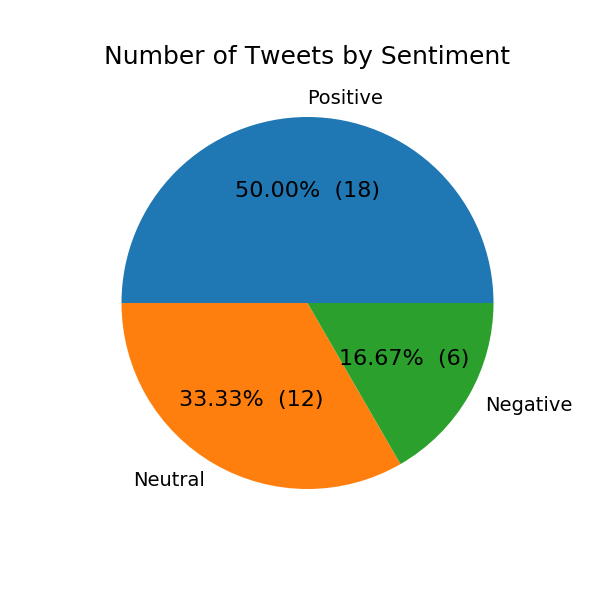 Number of Tweets by Sentiment
Positive
50.00% (18)
16.67% (6)
33.33% (12)
Negative
Neutral